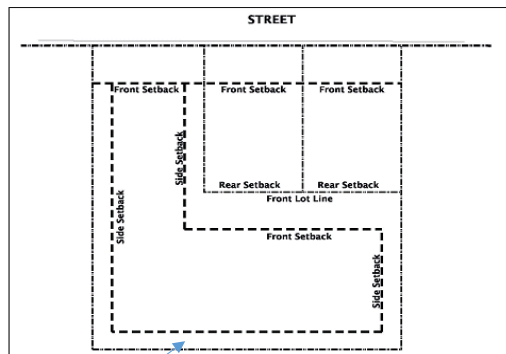 STREET
Front Setback
Front Setback
Front Setback
Side Setback
Rear Setback
Rear Setback
Front Lot Line
Side Setback
Front Setback
Side Setback